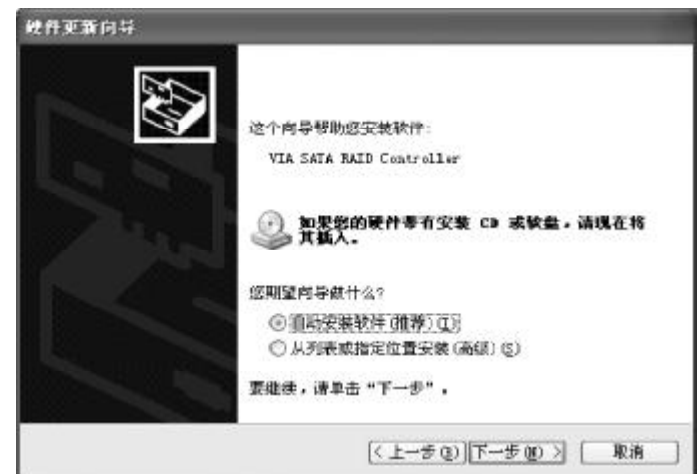 硬件更新向导
这个向导帮助您安装软件:
VIA SATA RAID Controller
如果您的硬件带有安装 CD 或软盘，请现在将
其插入。
您期望向导做什么?
自动安装软件(推荐)(I)
从列表或指定位置安装(高级)(S)
要继续，请单击“下一步”。
< 上一步(B) 下一步(N) > 取消